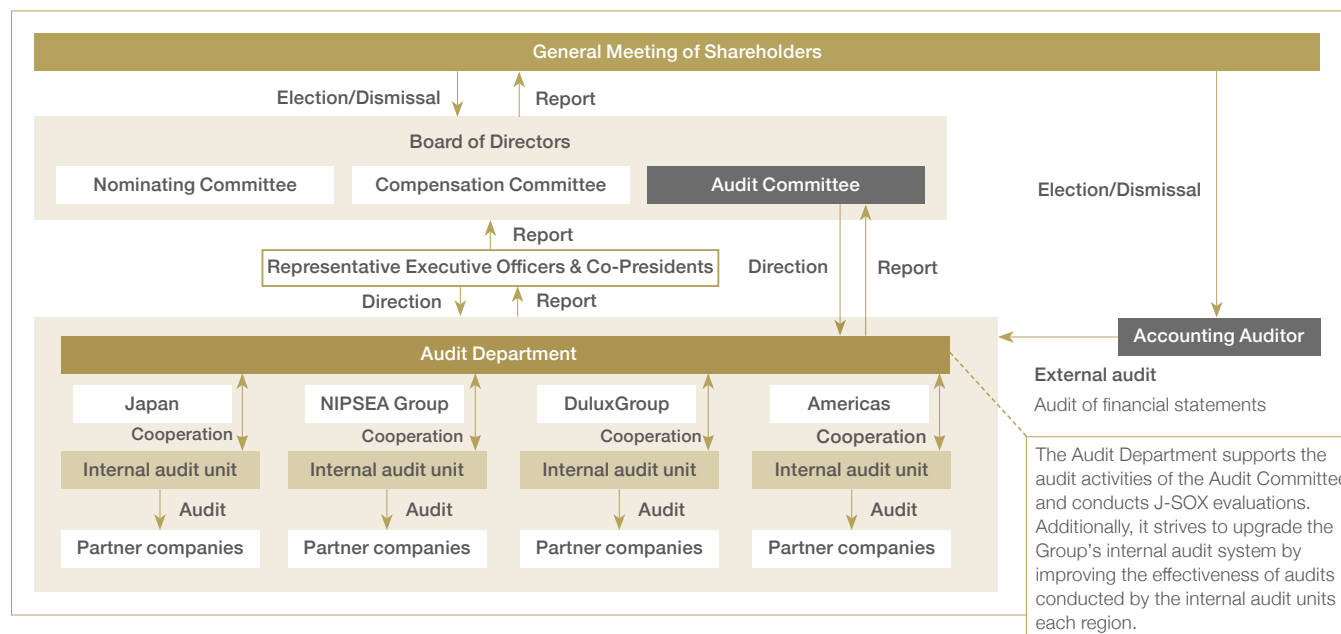 General Meeting of Shareholders
Election/Dismissal
Report
Board of Directors
Nominating Committee
Compensation Committee
Audit Committee
Election/Dismissal
Report
Representative Executive Officers & Co-Presidents
Direction
Report
Direction
Report
Accounting Auditor
External audit
Audit of financial statements
Audit Department
Japan
NIPSEA Group
DuluxGroup
Americas
Cooperation
Cooperation
Cooperation
Cooperation
Internal audit unit
Internal audit unit
Internal audit unit
Internal audit unit
Audit
Audit
Audit
Audit
Partner companies
Partner companies
Partner companies
Partner companies
The Audit Department supports the
audit activities of the Audit Committee
and conducts J-SOX evaluations.
Additionally, it strives to upgrade the
Group's internal audit system by
improving the effectiveness of audits
conducted by the internal audit units
each region.